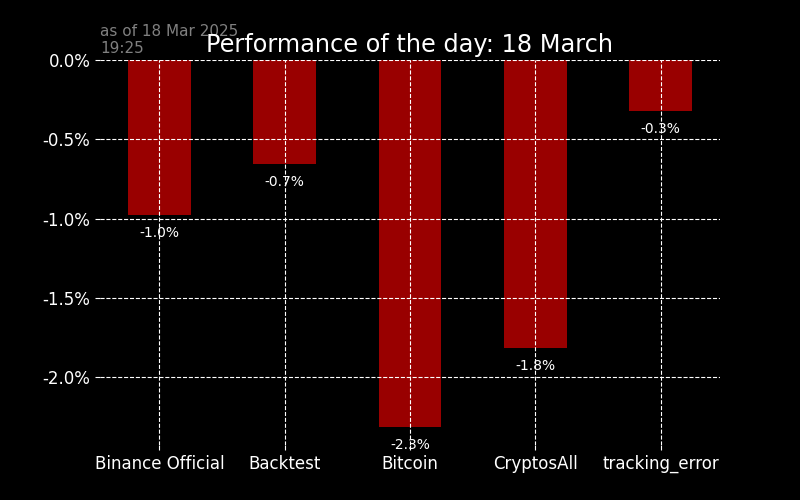 as of 18 Mar 2025
19:25
Performance of the day: 18 March
0.0%
-0.5%
-1.0%
-1.5%
-2.0%
-1.0%
-0.7%
-2.3%
-1.8%
-0.3%
Binance Official
Backtest
Bitcoin
CryptosAll
tracking_error